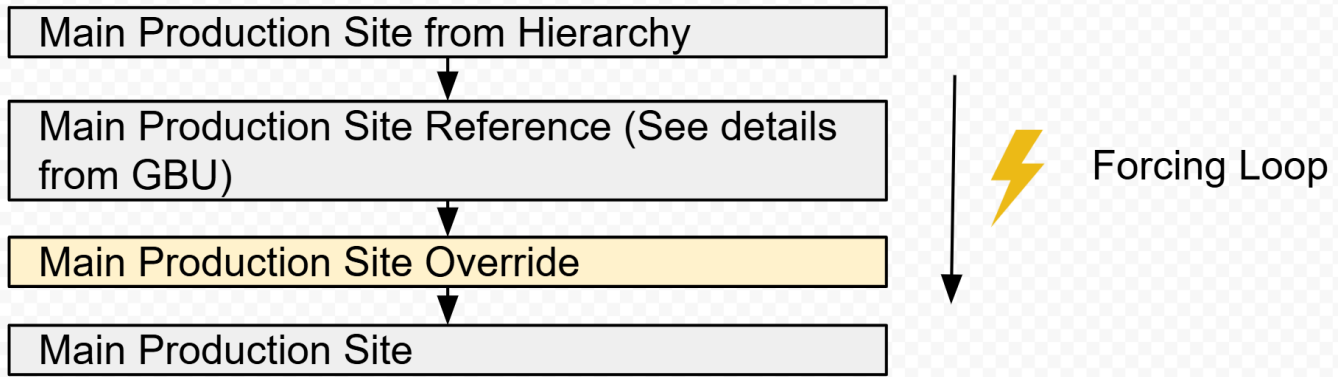 Main Production Site from Hierarchy
Main Production Site Reference (See details
from GBU)
Forcing Loop
Main Production Site Override
Main Production Site